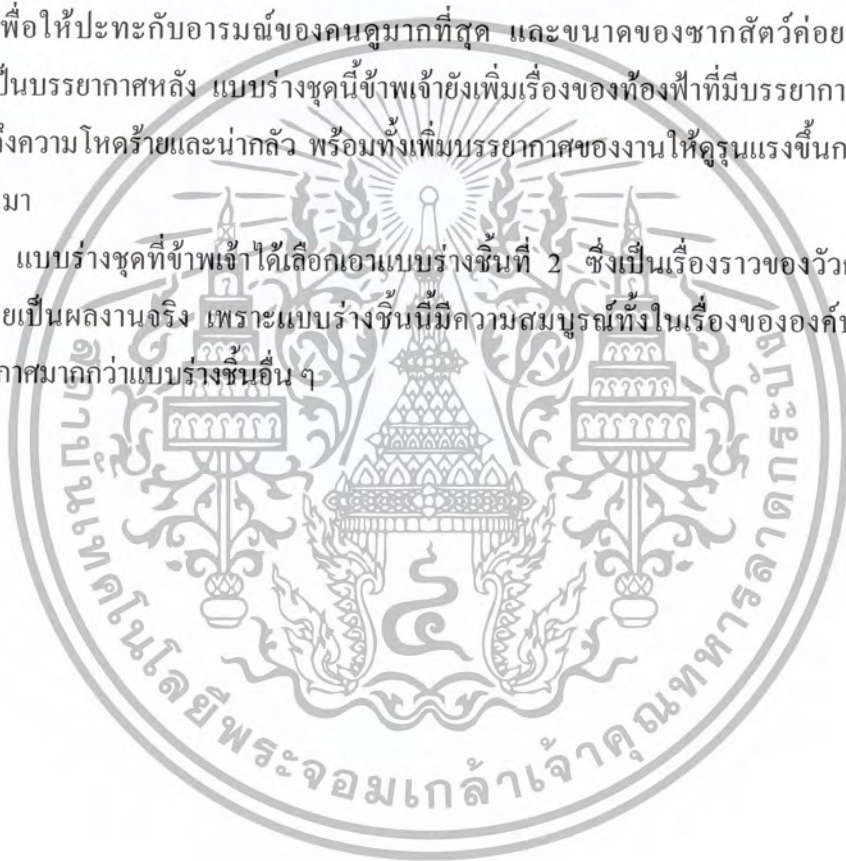 พื่อให้ปะทะกับอารมณ์ของคนดูมากที่สุด และขนาดของซากสัตว์ค่อย
ป็นบรรยากาศหลัง แบบร่างชุดนี้ข้าพเจ้ายังเพิ่มเรื่องของท้องฟ้าที่มีบรรยากา
ึงความโหดร้ายและน่ากลัว พร้อมทั้งเพิ่มบรรยากาศของงานให้ดูรุนแรงขึ้นก
มา
แบบร่างชุดที่ข้าพเจ้าได้เลือกเอาแบบร่างชิ้นที่ 2 ซึ่งเป็นเรื่องราวของวัว
ยเป็นผลงานจริง เพราะแบบร่างชิ้นนี้มีความสมบูรณ์ทั้งในเรื่องขององค์
กาศมากกว่าแบบร่างชิ้นอื่น ๆ
สถาบันเทคโนโลยีพระจอมเกล้าเจ้าคุณทหารลาดกระบัง